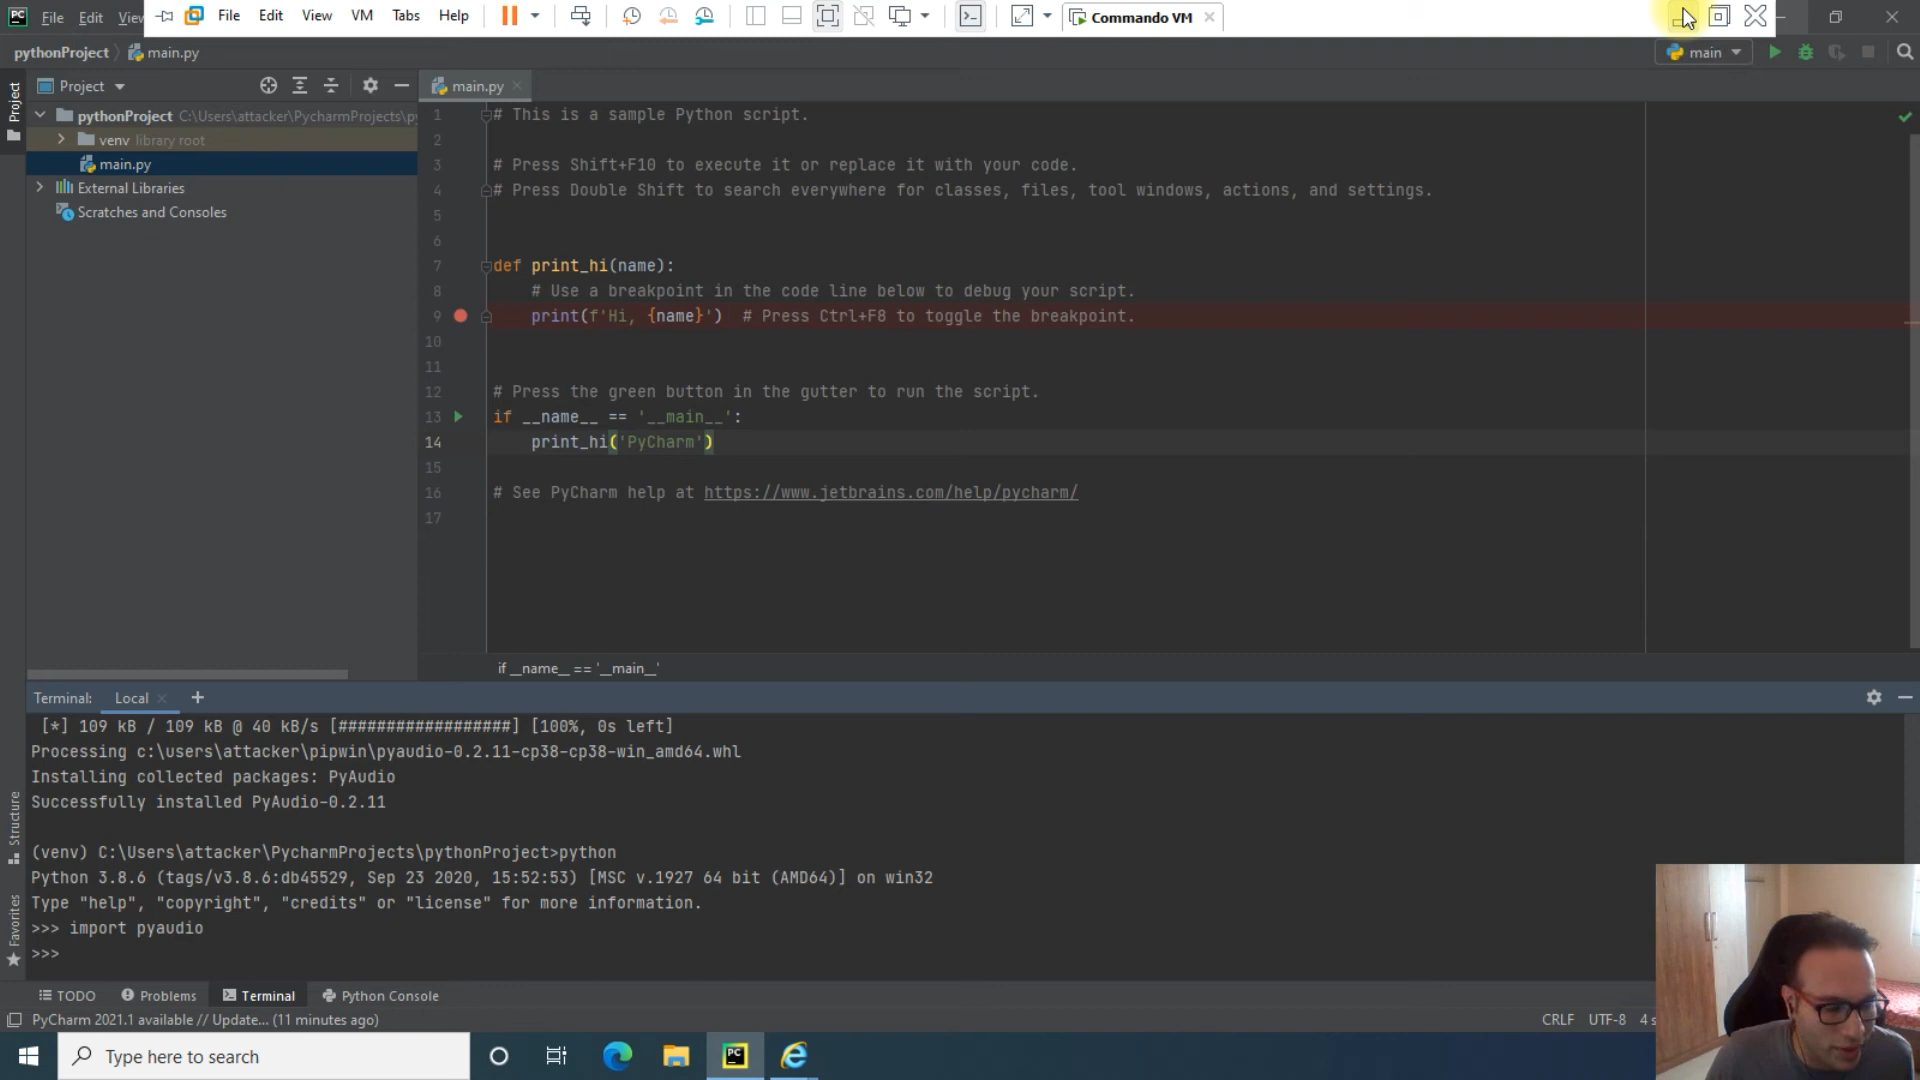 PC File Edit View
File Edit View VM Tabs Help
Commando VM
pythonProject main.py
main
Project
Project
main.py
pythonProject C:\Users\attacker\PycharmProjects\py
venv library root
main.py
External Libraries
Scratches and Consoles
1 # This is a sample Python script.
2
3 # Press Shift+F10 to execute it or replace it with your code.
4 # Press Double Shift to search everywhere for classes, files, tool windows, actions, and settings.
5
6
7 def print_hi(name):
8 # Use a breakpoint in the code line below to debug your script.
9 print(f'Hi, {name}') # Press Ctrl+F8 to toggle the breakpoint.
10
11
12 # Press the green button in the gutter to run the script.
13 if __name__ == '__main__':
14 print_hi('PyCharm')
15
16 # See PyCharm help at https://www.jetbrains.com/help/pycharm/
17
if __name__ == '__main__'
Terminal: Local +
[*] 109 kB / 109 kB @ 40 kB/s [##################] [100%, 0s left]
Processing c:\users\attacker\pipwin\pyaudio-0.2.11-cp38-cp38-win_amd64.whl
Installing collected packages: PyAudio
Successfully installed PyAudio-0.2.11
(venv) C:\Users\attacker\PycharmProjects\pythonProject>python
Python 3.8.6 (tags/v3.8.6:db45529, Sep 23 2020, 15:52:53) [MSC v.1927 64 bit (AMD64)] on win32
Type "help", "copyright", "credits" or "license" for more information.
>>> import pyaudio
>>>
Structure
Favorites
TODO Problems Terminal Python Console
PyCharm 2021.1 available // Update... (11 minutes ago)
CRLF UTF-8 4 s
Type here to search
PC